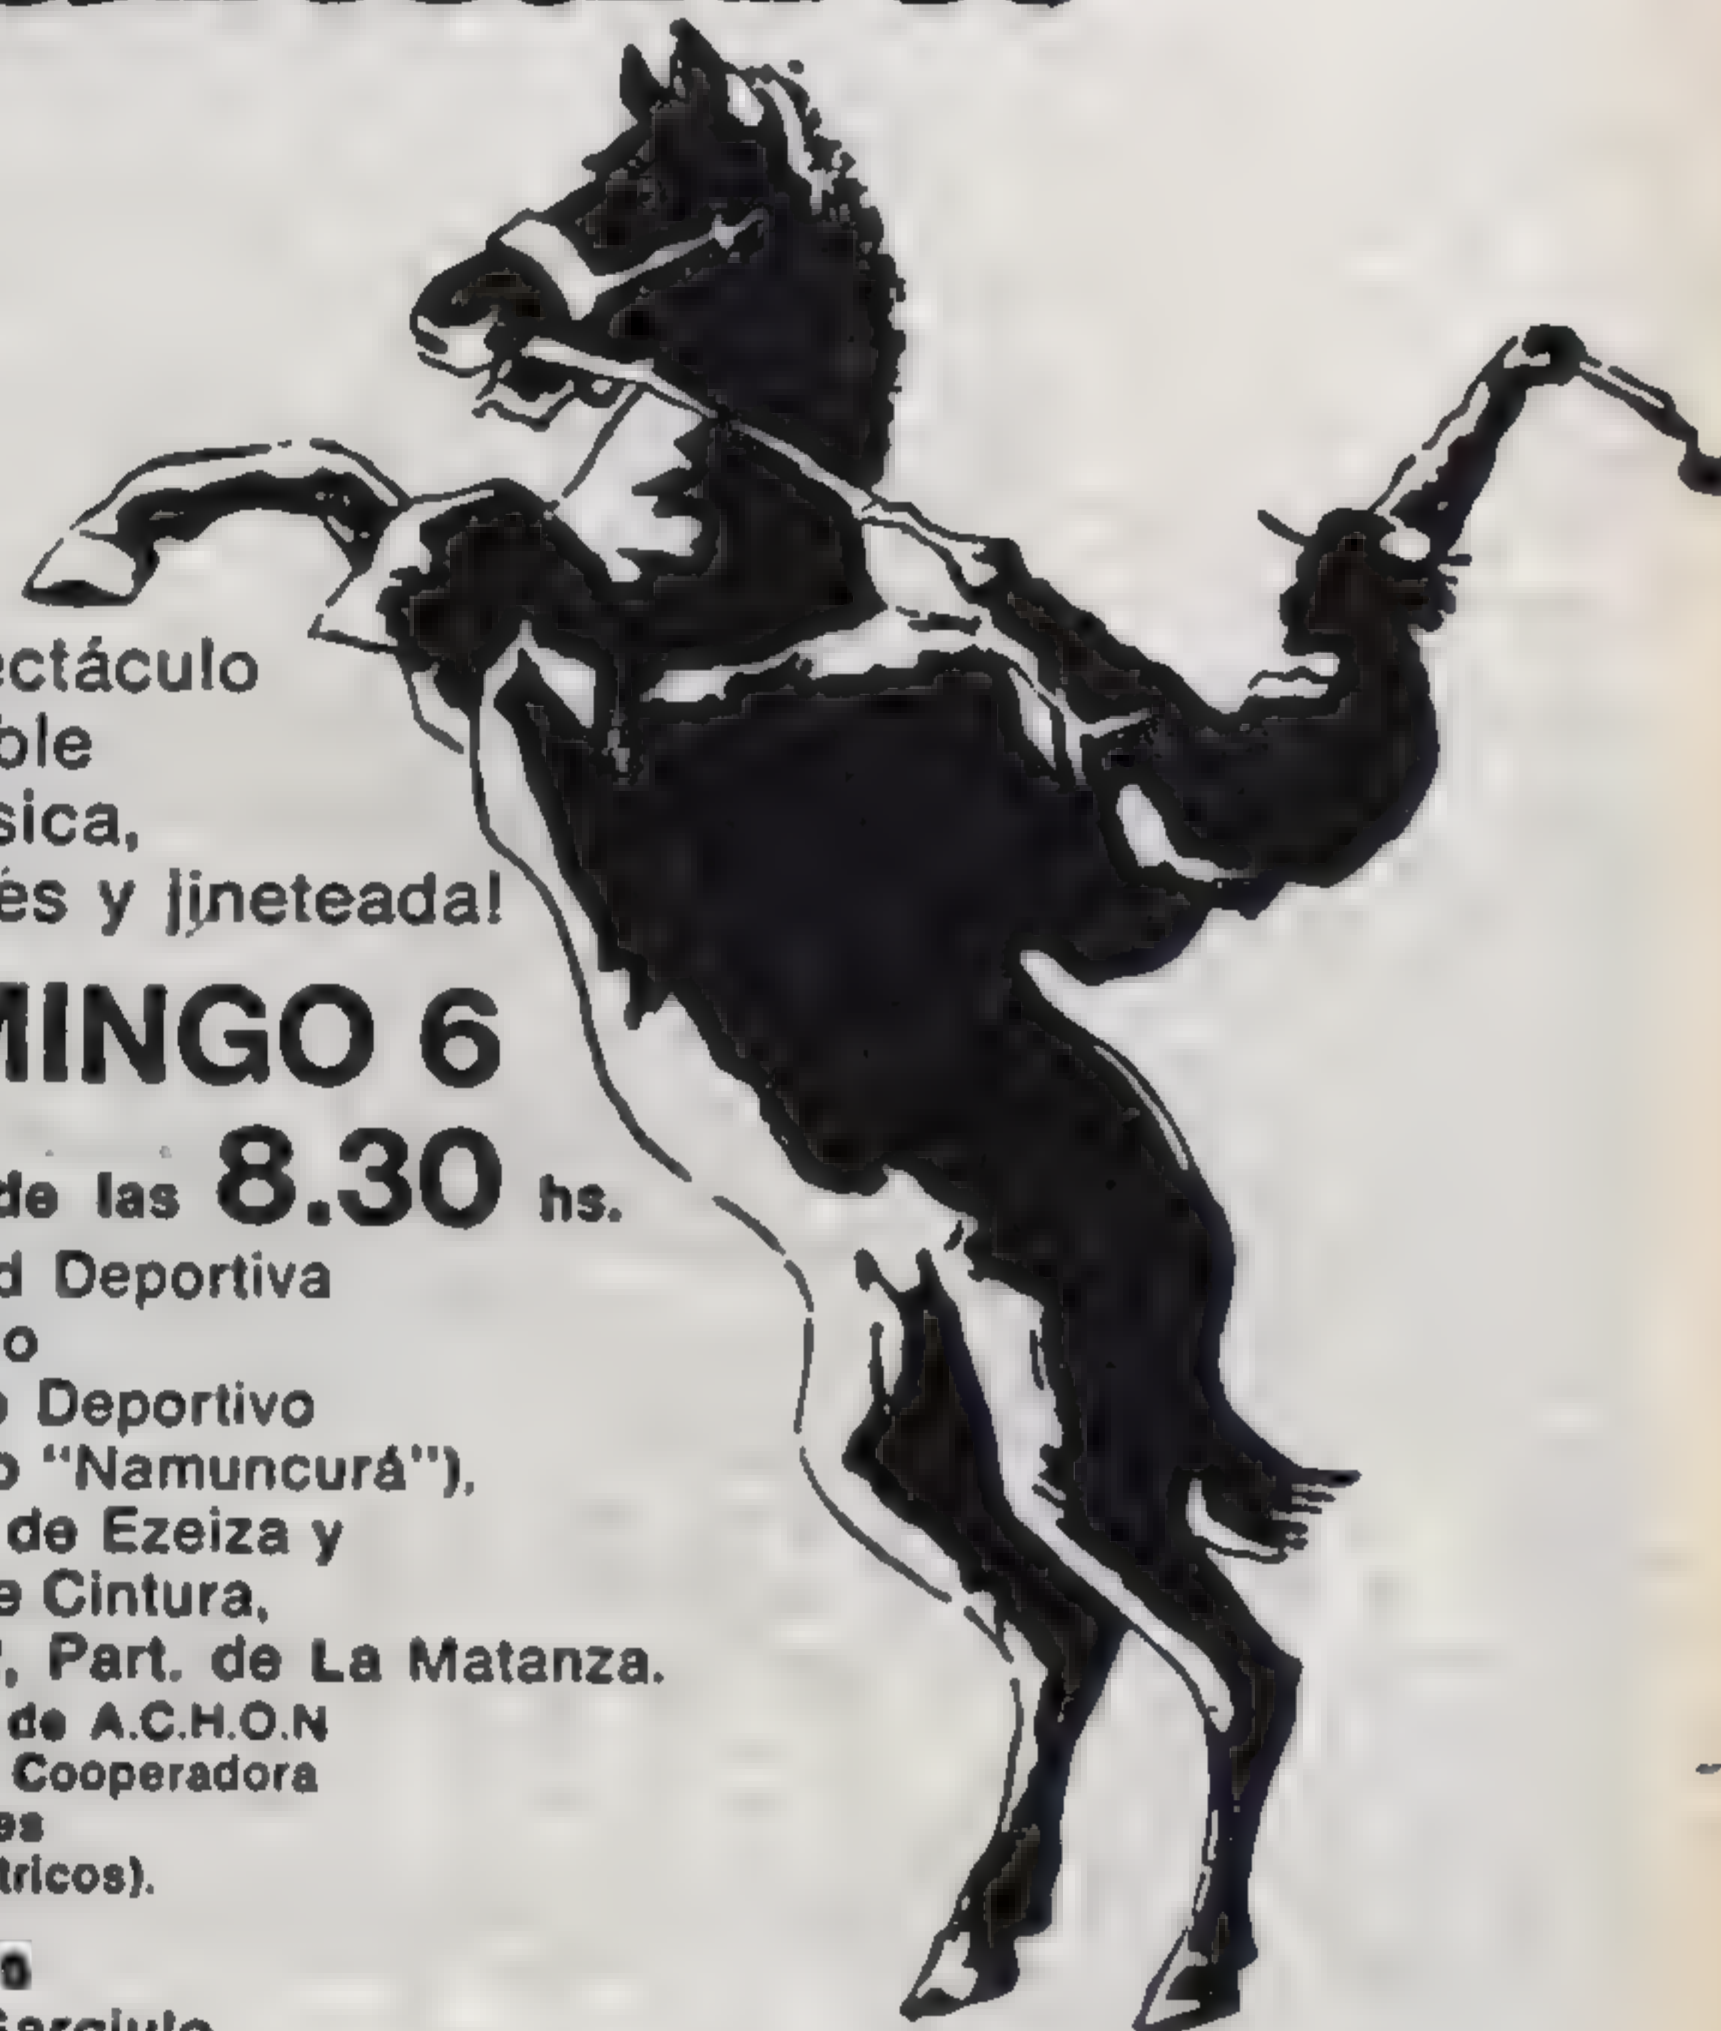 ectáculo
ble
sica,
és y jineteada!
MINGO 6
de las 8.30 hs.
d Deportiva
o
o Deportivo
o "Namuncurá"),
de Ezeiza y
e Cintura,
, Part. de La Matanza.
de A.C.H.O.N
Cooperadora
es
tricos).
o
Gargiulo